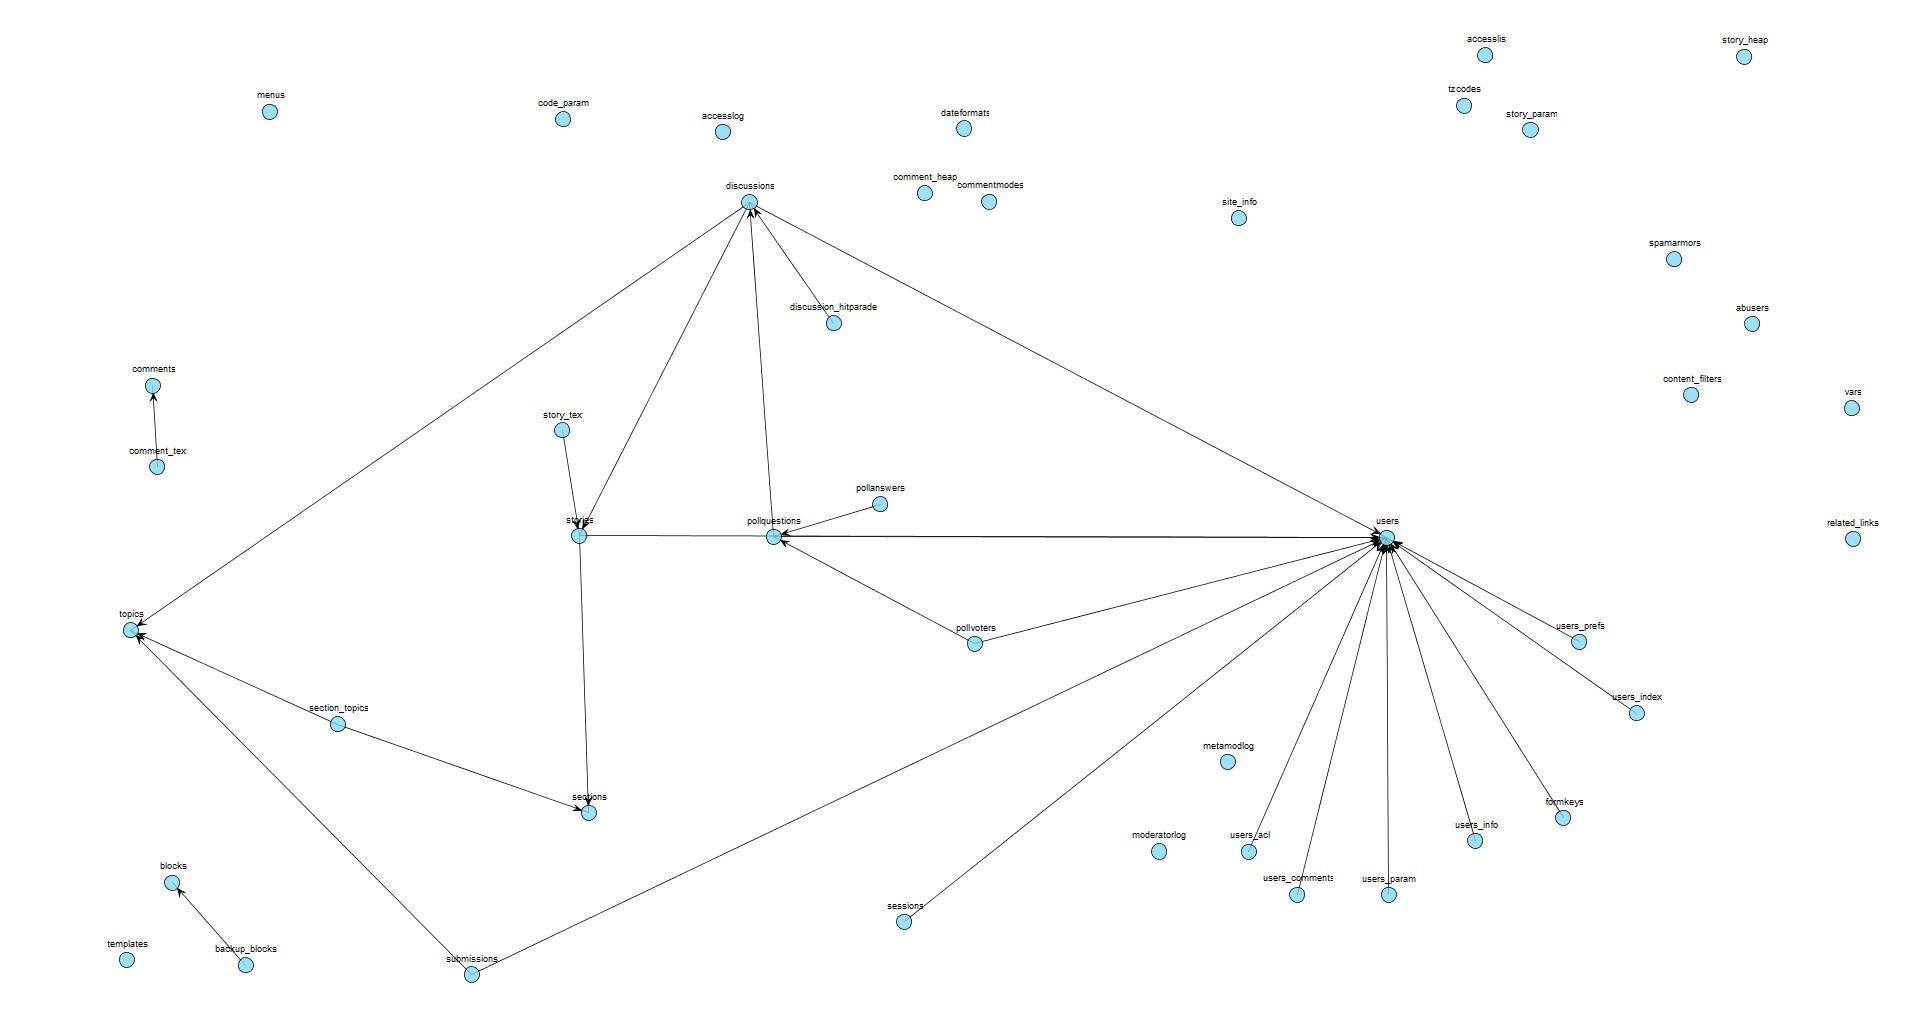 accesslis
story_heap
tzcodes
menus
code_param
accesslog
dateformats
story_param
comment_heap
commentmodes
discussions
site_info
spamarmors
discussion_hitparade
abusers
comments
content_filters
vars
story_tex
comment_tex
pollanswers
stories
pollquestions
users
related_links
topics
pollvoters
users_prefs
section_topics
users_index
metamodlog
sections
formkeys
users_info
moderatorlog
users_acl
blocks
users_comments
users_param
sessions
templates
backup_blocks
submissions